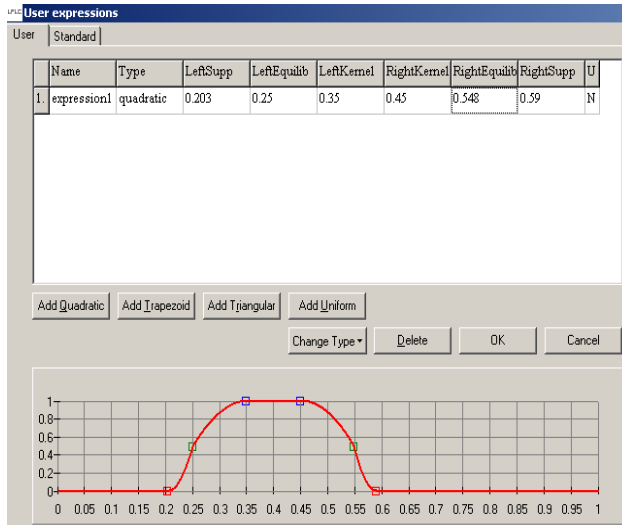 LFLC User expressions
User Standard
Name Type LeftSupp LeftEquilib LeftKernel RightKernel RightEquilib RightSupp U
1. expression1 quadratic 0.203 0.25 0.35 0.45 0.548 0.59 N
Add Quadratic Add Trapezoid Add Triangular Add Uniform
Change Type Delete OK Cancel
1
0.8
0.6
0.4
0.2
0
0 0.05 0.1 0.15 0.2 0.25 0.3 0.35 0.4 0.45 0.5 0.55 0.6 0.65 0.7 0.75 0.8 0.85 0.9 0.95 1